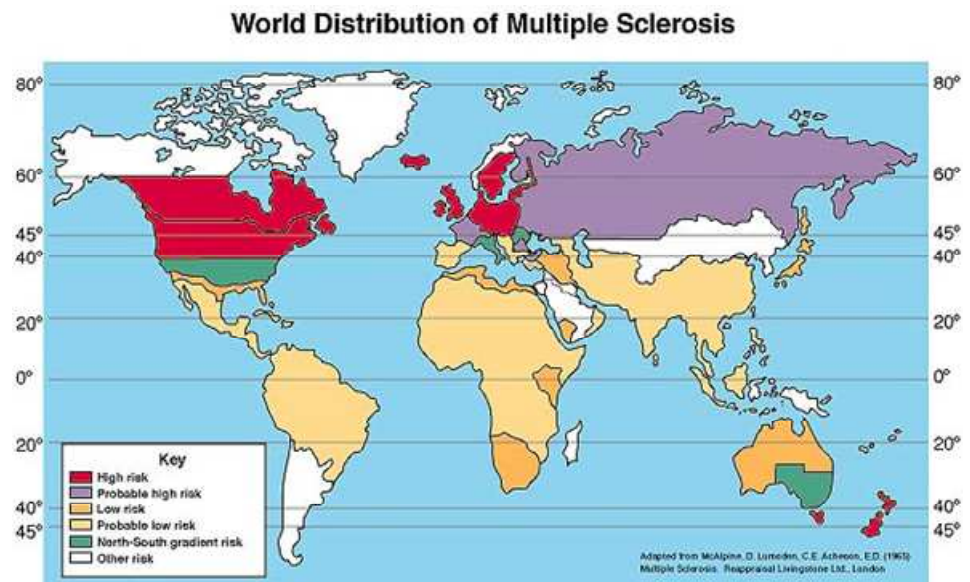 World Distribution of Multiple Sclerosis
80° 80°
60° 60°
45° 45°
40° 40°
20° 20°
0° 0°
20° 20°
40° 40°
45° 45°
Key
High risk
Probable high risk
Low risk
Probable low risk
North-South gradient risk
Other risk
Adapted from McAlpine, D. Lumsden, C.E. Acheson, E.D. (1965)
Multiple Sclerosis. Reappraisal Livingstone Ltd., London